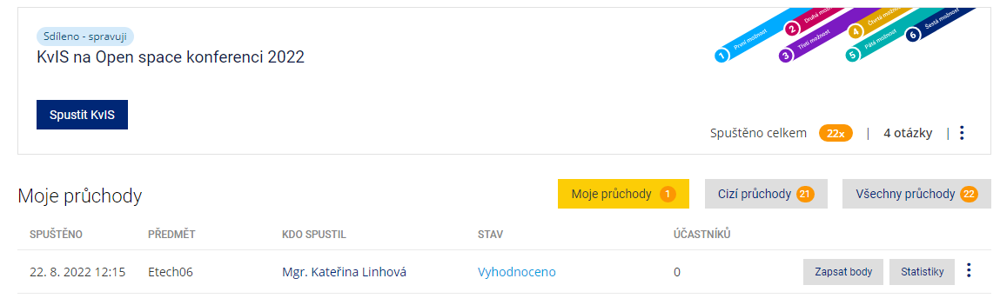 Sdíleno - spravuji
KvIS na Open space konferenci 2022
1 První možnost
2 Druhá možnost
3 Třetí možnost
4 Čtvrtá možnost
5 Pátá možnost
6 Šestá možnost
Spustit KvIS
Spuštěno celkem 22x | 4 otázky |
Moje průchody
Moje průchody 1 Cizí průchody 21 Všechny průchody 22
SPUŠTĚNO PŘEDMĚT KDO SPUSTIL STAV ÚČASTNÍKŮ
22. 8. 2022 12:15 Etech06 Mgr. Kateřina Linhová Vyhodnoceno 0 Zapsat body Statistiky